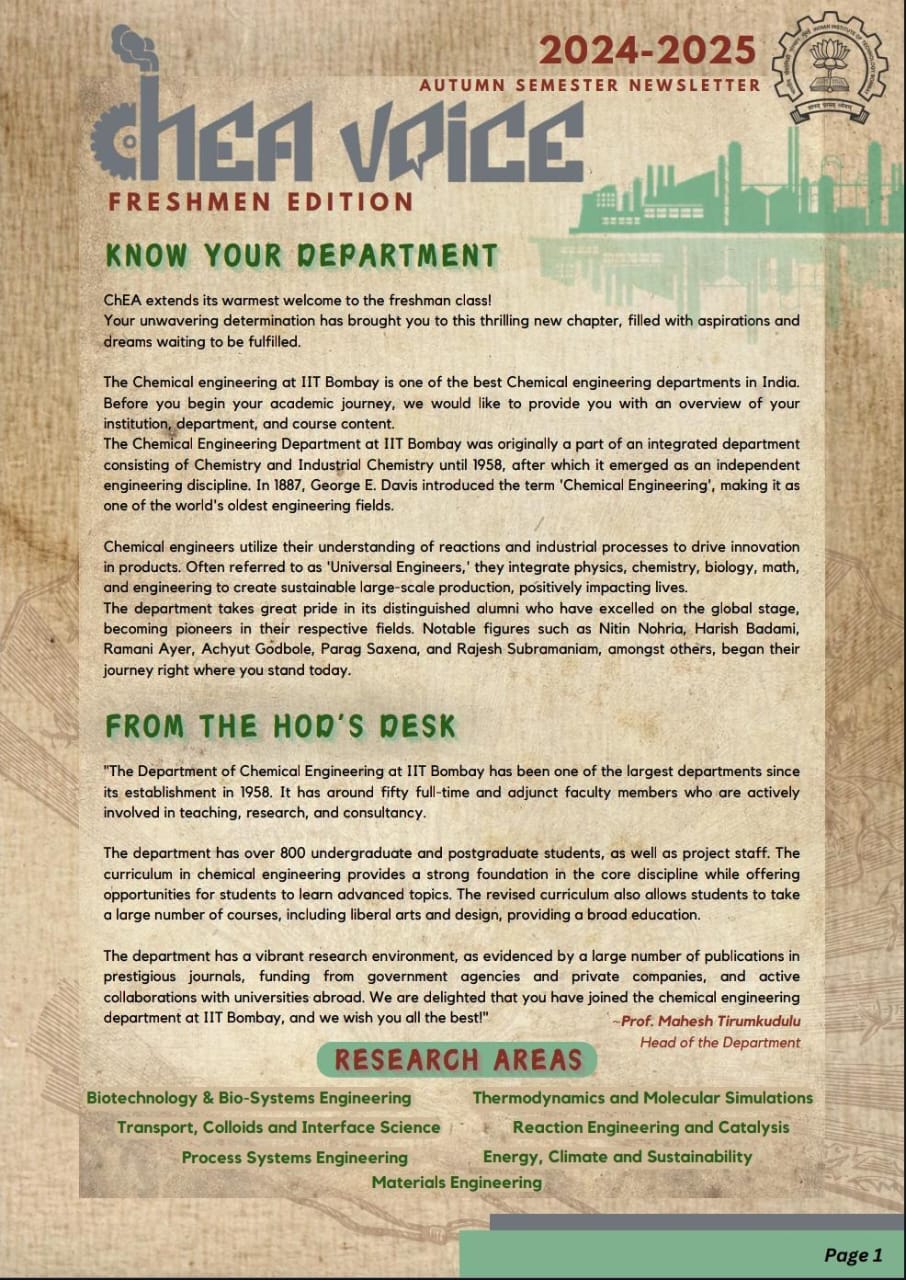 2024-2025
AUTUMN SEMESTER NEWSLETTER
ChEA VOICE
FRESHMEN EDITION
KNOW YOUR DEPARTMENT
ChEA extends its warmest welcome to the freshman class!
Your unwavering determination has brought you to this thrilling new chapter, filled with aspirations and
dreams waiting to be fulfilled.
The Chemical engineering at IIT Bombay is one of the best Chemical engineering departments in India.
Before you begin your academic journey, we would like to provide you with an overview of your
institution, department, and course content.
The Chemical Engineering Department at IIT Bombay was originally a part of an integrated department
consisting of Chemistry and Industrial Chemistry until 1958, after which it emerged as an independent
engineering discipline. In 1887, George E. Davis introduced the term 'Chemical Engineering', making it as
one of the world's oldest engineering fields.
Chemical engineers utilize their understanding of reactions and industrial processes to drive innovation
in products. Often referred to as 'Universal Engineers,' they integrate physics, chemistry, biology, math,
and engineering to create sustainable large-scale production, positively impacting lives.
The department takes great pride in its distinguished alumni who have excelled on the global stage,
becoming pioneers in their respective fields. Notable figures such as Nitin Nohria, Harish Badami,
Ramani Ayer, Achyut Godbole, Parag Saxena, and Rajesh Subramaniam, amongst others, began their
journey right where you stand today.
FROM THE HOD'S DESK
"The Department of Chemical Engineering at IIT Bombay has been one of the largest departments since
its establishment in 1958. It has around fifty full-time and adjunct faculty members who are actively
involved in teaching, research, and consultancy.
The department has over 800 undergraduate and postgraduate students, as well as project staff. The
curriculum in chemical engineering provides a strong foundation in the core discipline while offering
opportunities for students to learn advanced topics. The revised curriculum also allows students to take
a large number of courses, including liberal arts and design, providing a broad education.
The department has a vibrant research environment, as evidenced by a large number of publications in
prestigious journals, funding from government agencies and private companies, and active
collaborations with universities abroad. We are delighted that you have joined the chemical engineering
department at IIT Bombay, and we wish you all the best!"
~Prof. Mahesh Tirumkudulu
Head of the Department
RESEARCH AREAS
Biotechnology & Bio-Systems Engineering
Thermodynamics and Molecular Simulations
Transport, Colloids and Interface Science
Reaction Engineering and Catalysis
Process Systems Engineering
Energy, Climate and Sustainability
Materials Engineering
Page 1